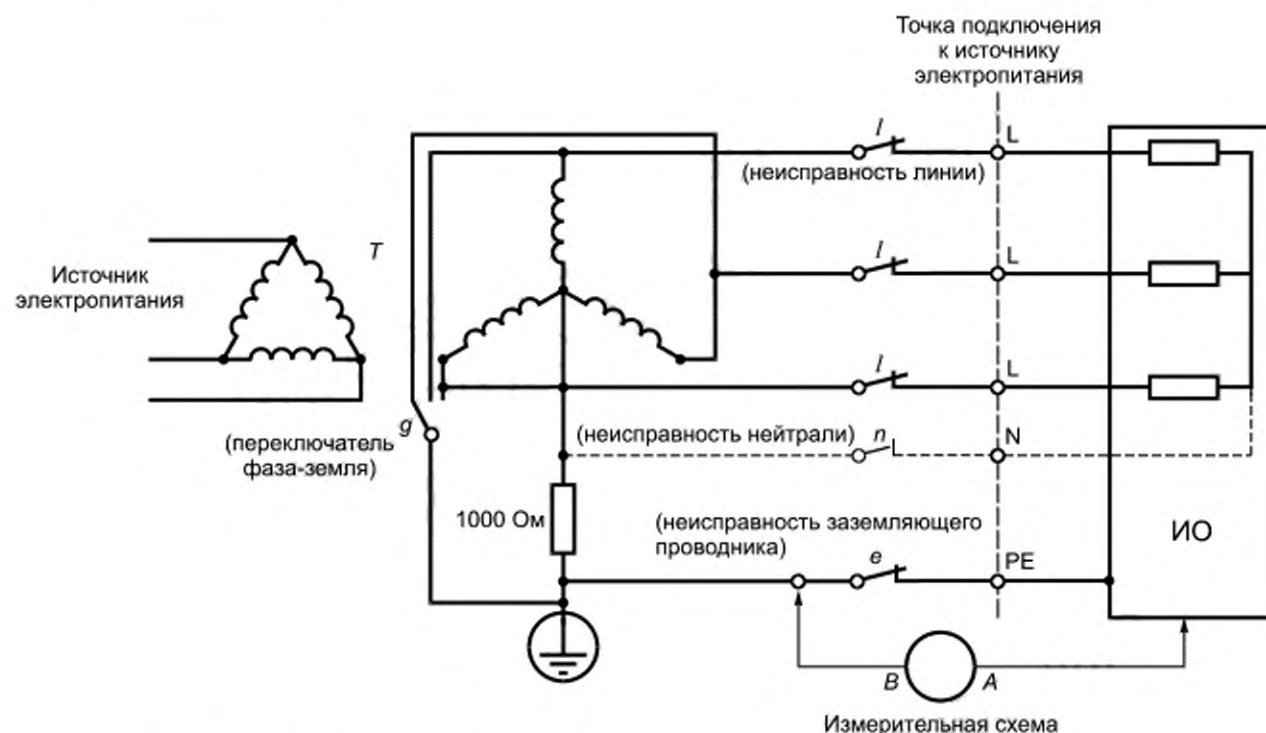 Точка подключения
к источнику
электропитания
l
L
(неисправность линии)
T
Источник
электропитания
l
L
l
L
g
(переключатель
фаза-земля)
(неисправность нейтрали)
n
N
1000 Ом
(неисправность заземляющего
проводника)
e
PE
ИО
B
A
Измерительная схема